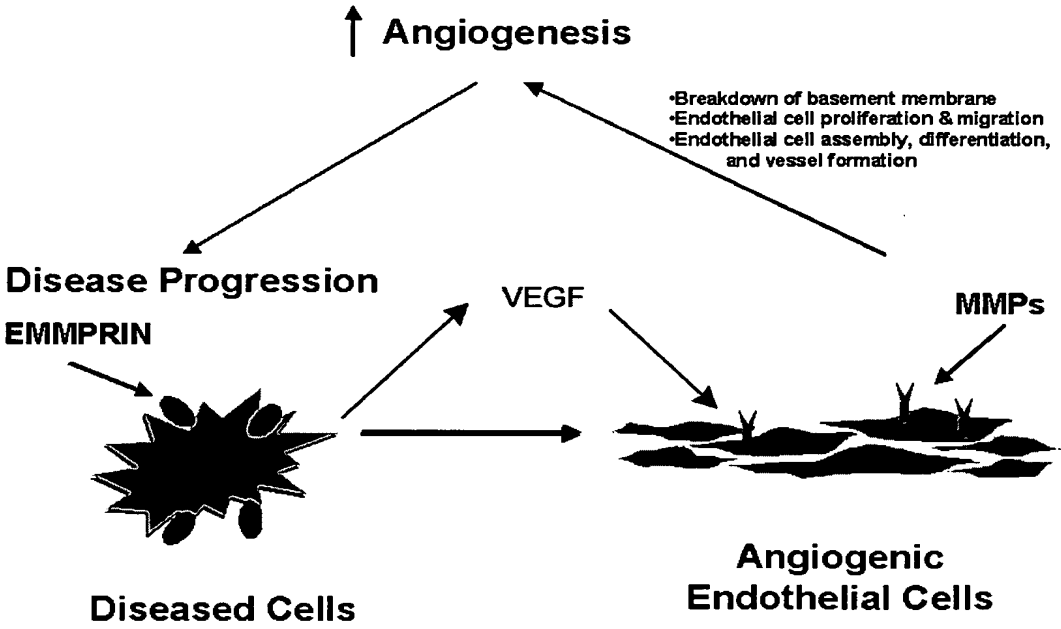 ↑ Angiogenesis
•Breakdown of basement membrane
•Endothelial cell proliferation & migration
•Endothelial cell assembly, differentiation,
and vessel formation
Disease Progression
VEGF
MMPs
EMMPRIN
Angiogenic
Endothelial Cells
Diseased Cells